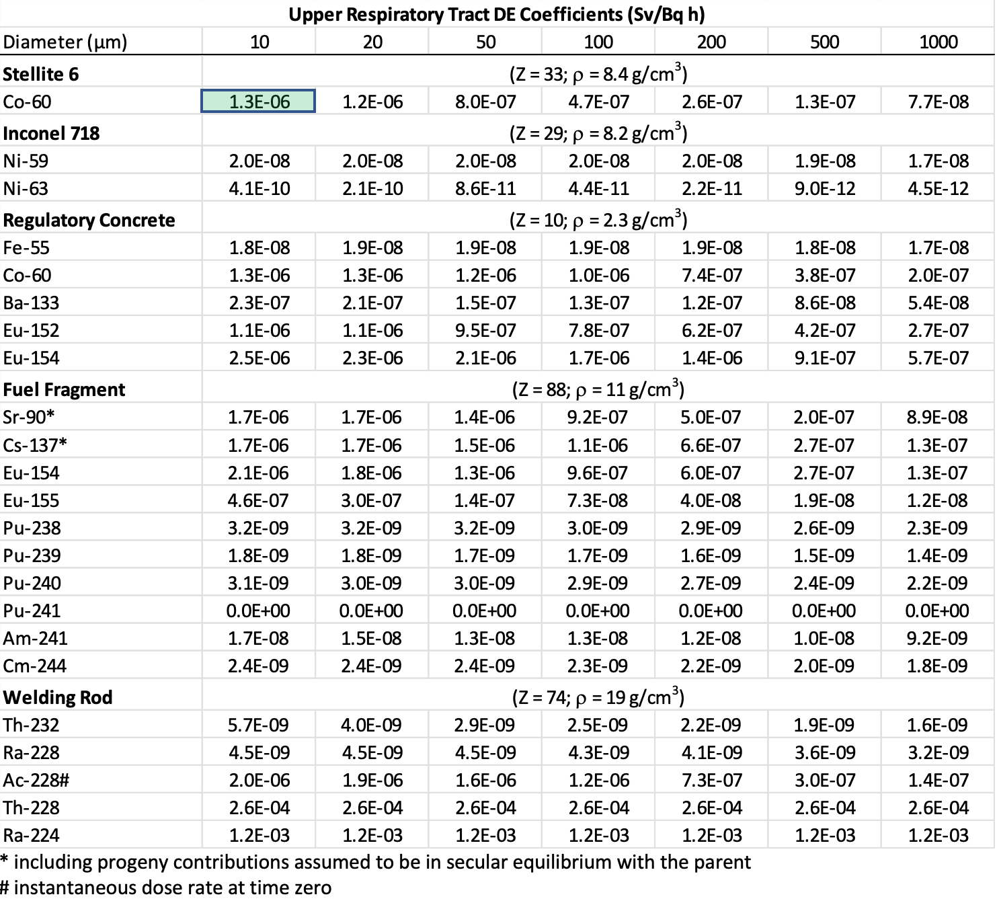 Upper Respiratory Tract DE Coefficients (Sv/Bq h)
Diameter (µm) 10 20 50 100 200 500 1000
Stellite 6 (Z = 33; ρ = 8.4 g/cm³)
Co-60 1.3E-06 1.2E-06 8.0E-07 4.7E-07 2.6E-07 1.3E-07 7.7E-08
Inconel 718 (Z = 29; ρ = 8.2 g/cm³)
Ni-59 2.0E-08 2.0E-08 2.0E-08 2.0E-08 2.0E-08 1.9E-08 1.7E-08
Ni-63 4.1E-10 2.1E-10 8.6E-11 4.4E-11 2.2E-11 9.0E-12 4.5E-12
Regulatory Concrete (Z = 10; ρ = 2.3 g/cm³)
Fe-55 1.8E-08 1.9E-08 1.9E-08 1.9E-08 1.9E-08 1.8E-08 1.7E-08
Co-60 1.3E-06 1.3E-06 1.2E-06 1.0E-06 7.4E-07 3.8E-07 2.0E-07
Ba-133 2.3E-07 2.1E-07 1.5E-07 1.3E-07 1.2E-07 8.6E-08 5.4E-08
Eu-152 1.1E-06 1.1E-06 9.5E-07 7.8E-07 6.2E-07 4.2E-07 2.7E-07
Eu-154 2.5E-06 2.3E-06 2.1E-06 1.7E-06 1.4E-06 9.1E-07 5.7E-07
Fuel Fragment (Z = 88; ρ = 11 g/cm³)
Sr-90* 1.7E-06 1.7E-06 1.4E-06 9.2E-07 5.0E-07 2.0E-07 8.9E-08
Cs-137* 1.7E-06 1.7E-06 1.5E-06 1.1E-06 6.6E-07 2.7E-07 1.3E-07
Eu-154 2.1E-06 1.8E-06 1.3E-06 9.6E-07 6.0E-07 2.7E-07 1.3E-07
Eu-155 4.6E-07 3.0E-07 1.4E-07 7.3E-08 4.0E-08 1.9E-08 1.2E-08
Pu-238 3.2E-09 3.2E-09 3.2E-09 3.0E-09 2.9E-09 2.6E-09 2.3E-09
Pu-239 1.8E-09 1.8E-09 1.7E-09 1.7E-09 1.6E-09 1.5E-09 1.4E-09
Pu-240 3.1E-09 3.0E-09 3.0E-09 2.9E-09 2.7E-09 2.4E-09 2.2E-09
Pu-241 0.0E+00 0.0E+00 0.0E+00 0.0E+00 0.0E+00 0.0E+00 0.0E+00
Am-241 1.7E-08 1.5E-08 1.3E-08 1.3E-08 1.2E-08 1.0E-08 9.2E-09
Cm-244 2.4E-09 2.4E-09 2.4E-09 2.3E-09 2.2E-09 2.0E-09 1.8E-09
Welding Rod (Z = 74; ρ = 19 g/cm³)
Th-232 5.7E-09 4.0E-09 2.9E-09 2.5E-09 2.2E-09 1.9E-09 1.6E-09
Ra-228 4.5E-09 4.5E-09 4.5E-09 4.3E-09 4.1E-09 3.6E-09 3.2E-09
Ac-228# 2.0E-06 1.9E-06 1.6E-06 1.2E-06 7.3E-07 3.0E-07 1.4E-07
Th-228 2.6E-04 2.6E-04 2.6E-04 2.6E-04 2.6E-04 2.6E-04 2.6E-04
Ra-224 1.2E-03 1.2E-03 1.2E-03 1.2E-03 1.2E-03 1.2E-03 1.2E-03
* including progeny contributions assumed to be in secular equilibrium with the parent
# instantaneous dose rate at time zero